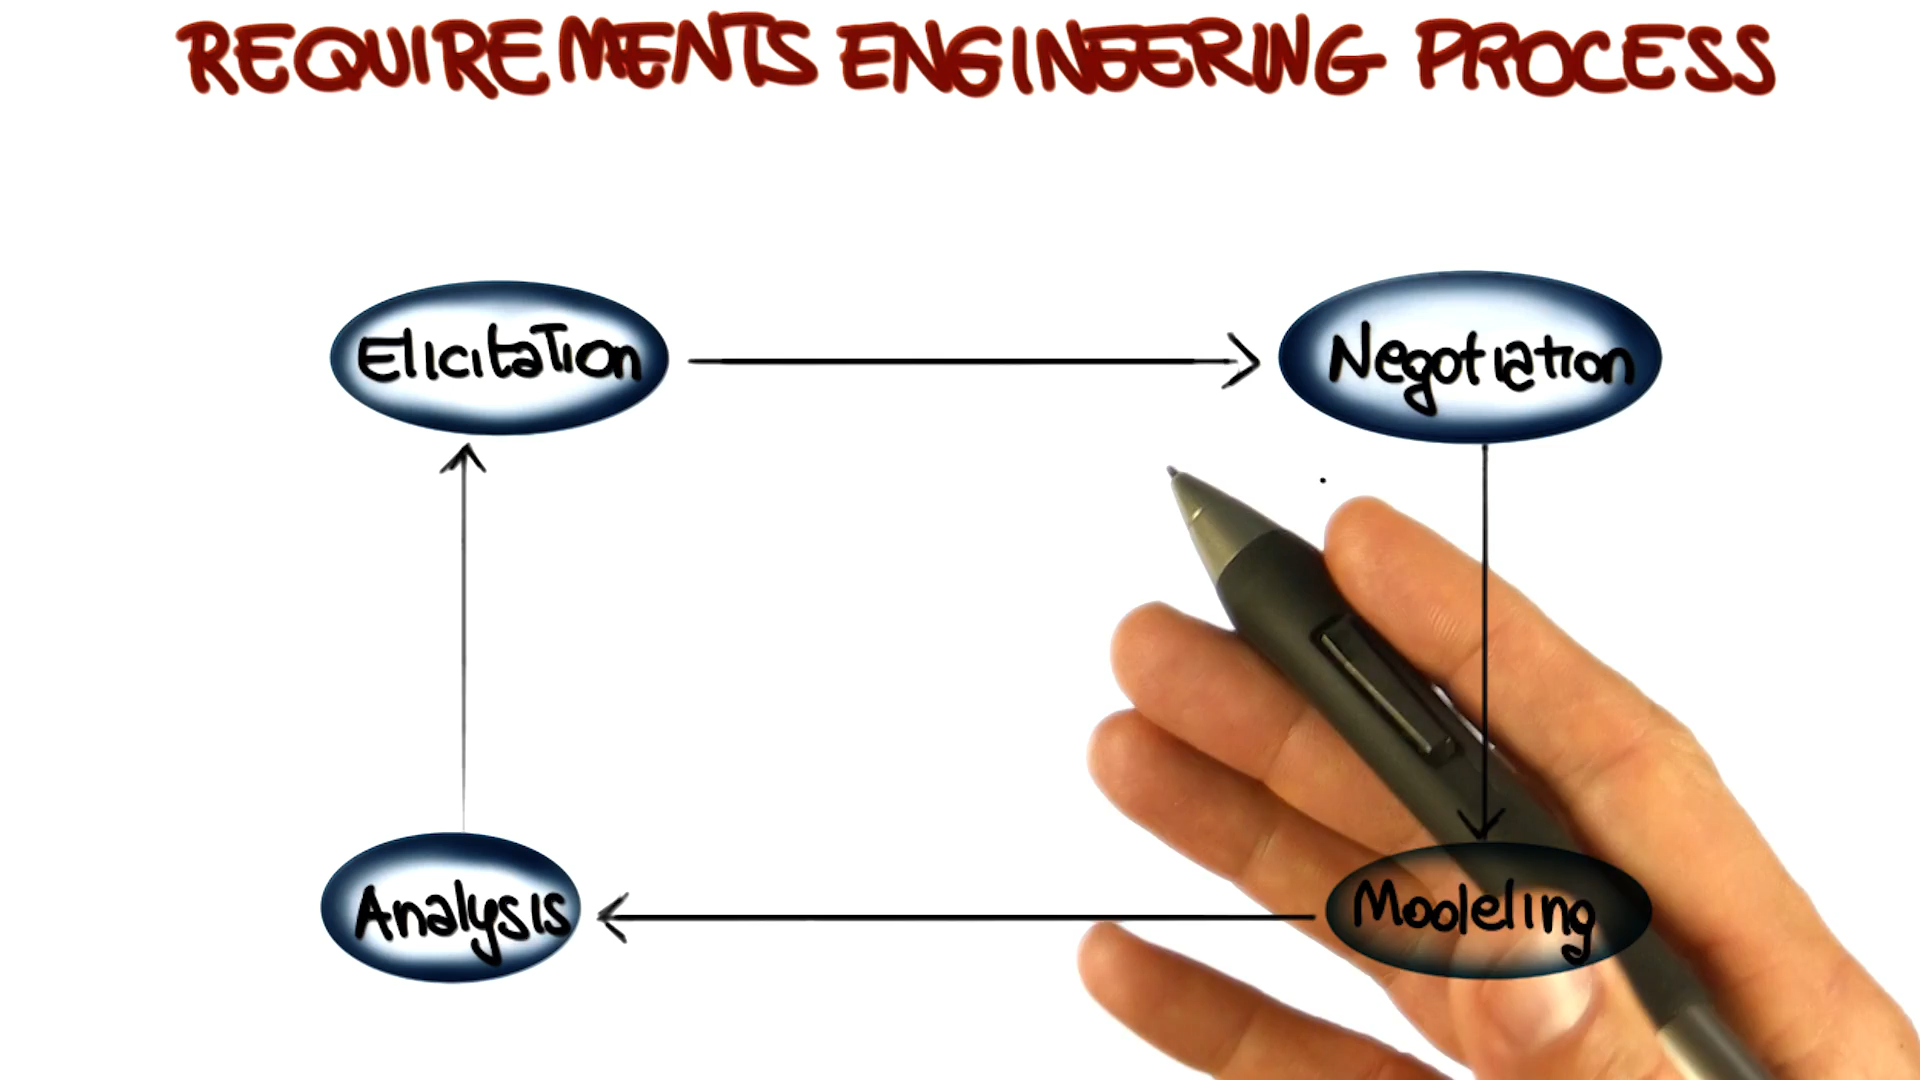 REQUIREMENTS ENGINEERING PROCESS
Elicitation
Negotiation
Analysis
Modeling